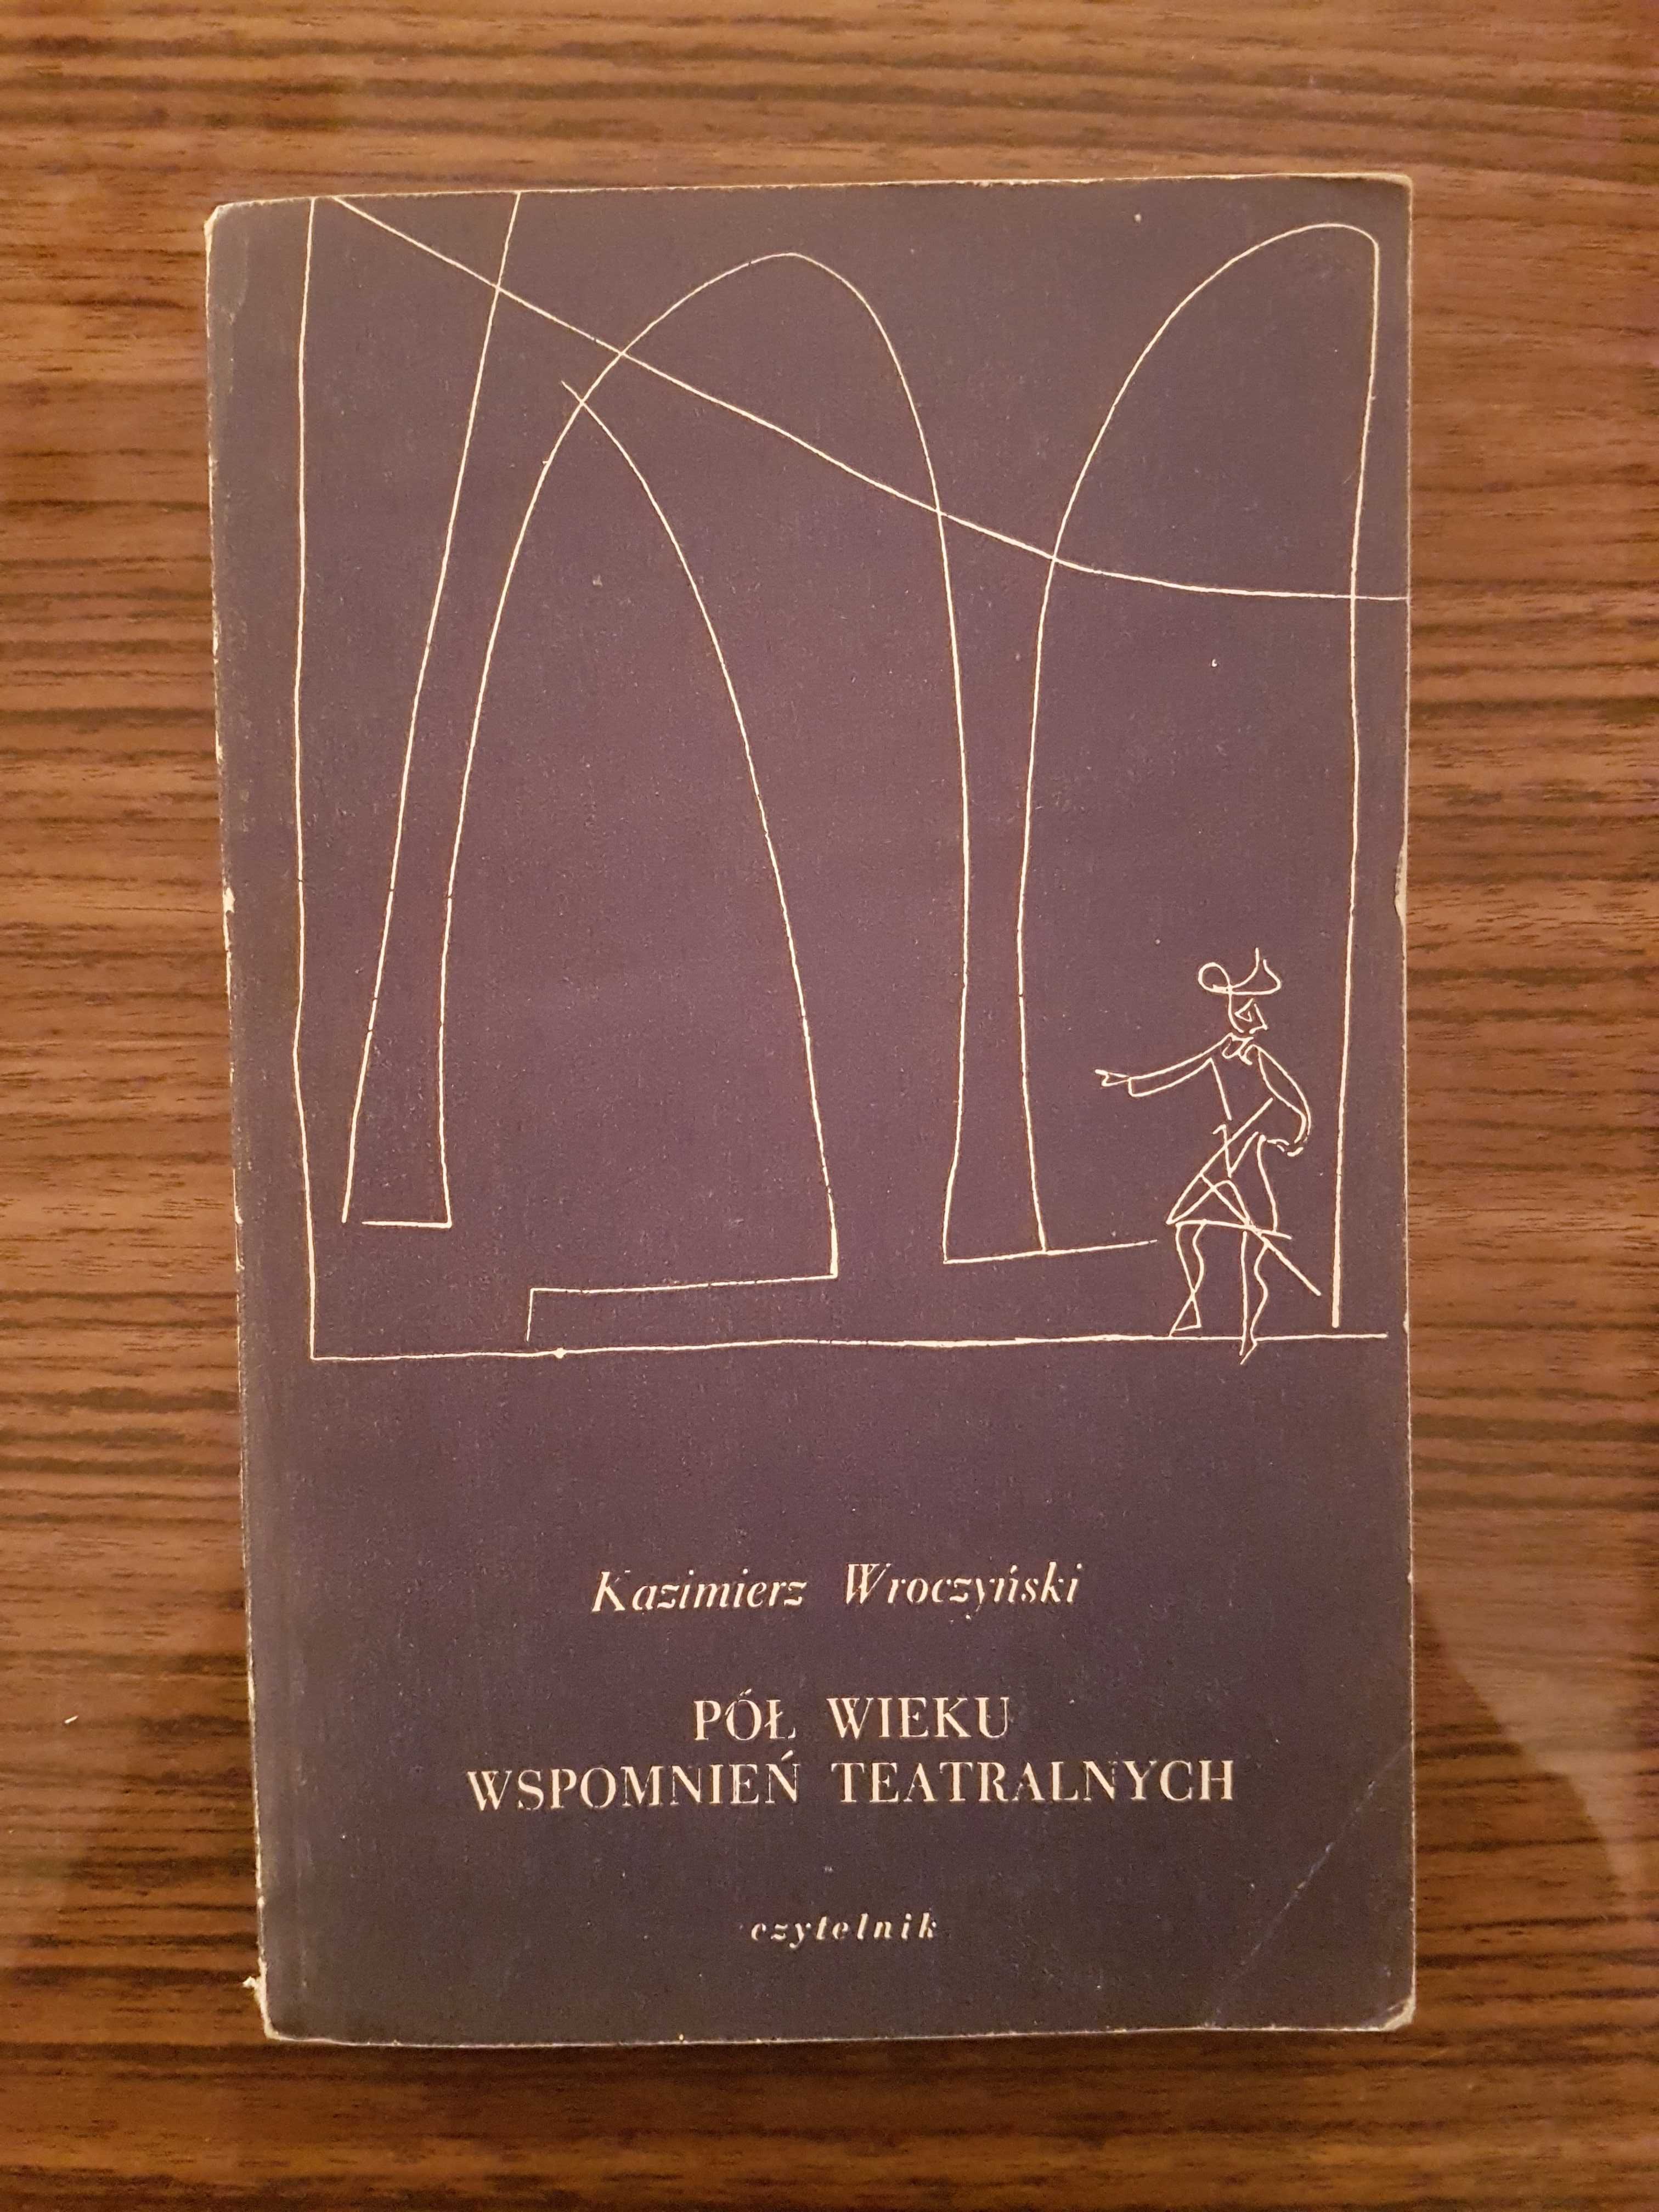 Kazimierz Wroczyński
PÓŁ WIEKU
WSPOMNIEŃ TEATRALNYCH
czytelnik